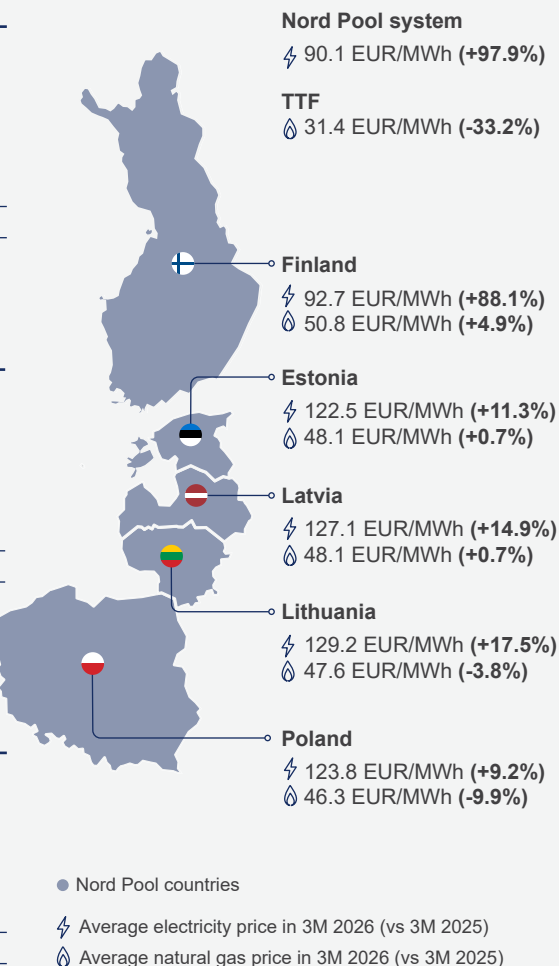 Nord Pool system
90.1 EUR/MWh (+97.9%)
TTF
31.4 EUR/MWh (-33.2%)
Finland
92.7 EUR/MWh (+88.1%)
50.8 EUR/MWh (+4.9%)
Estonia
122.5 EUR/MWh (+11.3%)
48.1 EUR/MWh (+0.7%)
Latvia
127.1 EUR/MWh (+14.9%)
48.1 EUR/MWh (+0.7%)
Lithuania
129.2 EUR/MWh (+17.5%)
47.6 EUR/MWh (-3.8%)
Poland
123.8 EUR/MWh (+9.2%)
46.3 EUR/MWh (-9.9%)
Nord Pool countries
Average electricity price in 3M 2026 (vs 3M 2025)
Average natural gas price in 3M 2026 (vs 3M 2025)